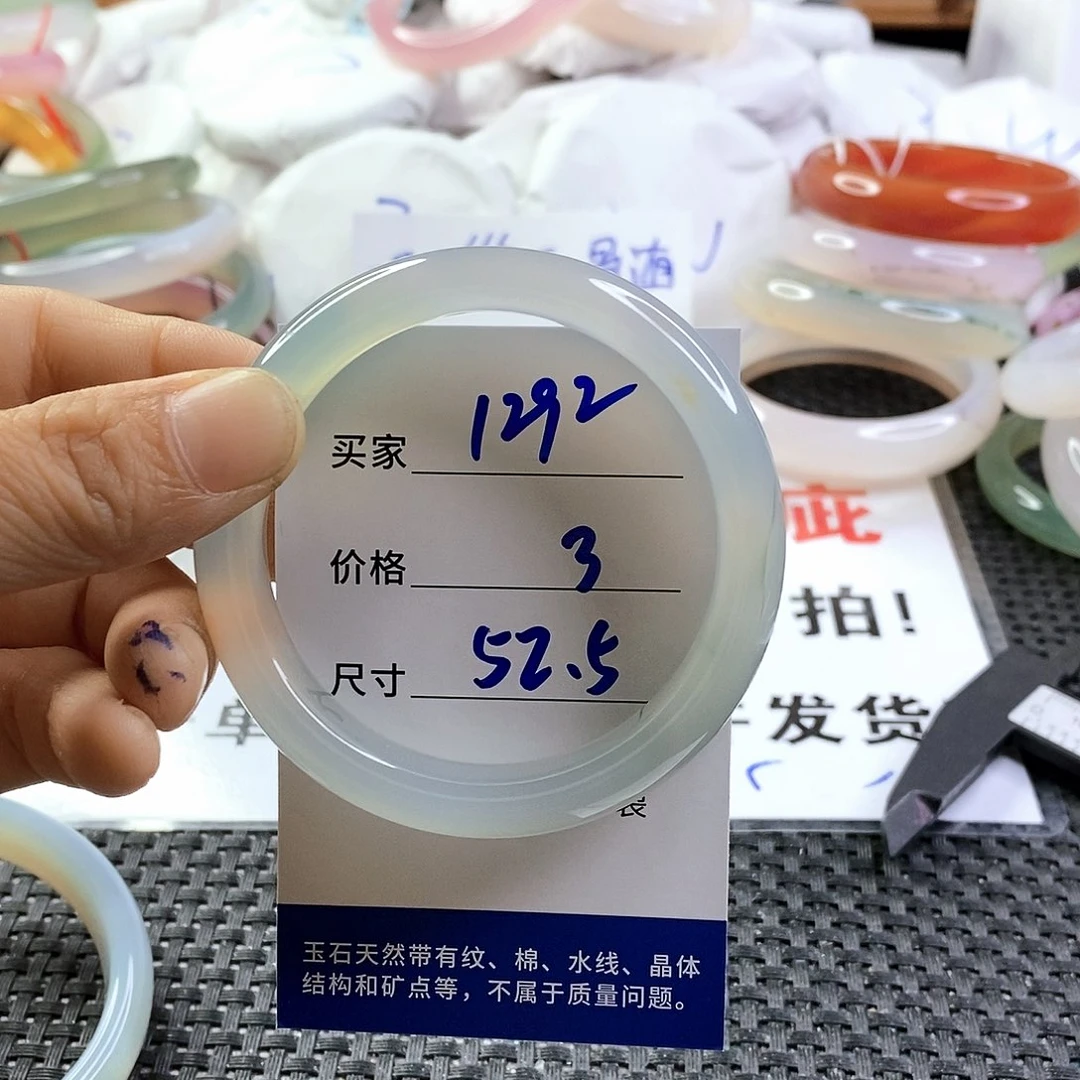 买家 1292
价格 3
尺寸 52.5
玉石天然带有纹、棉、水线、晶体
结构和矿点等，不属于质量问题。
疵
拍!
单
发货